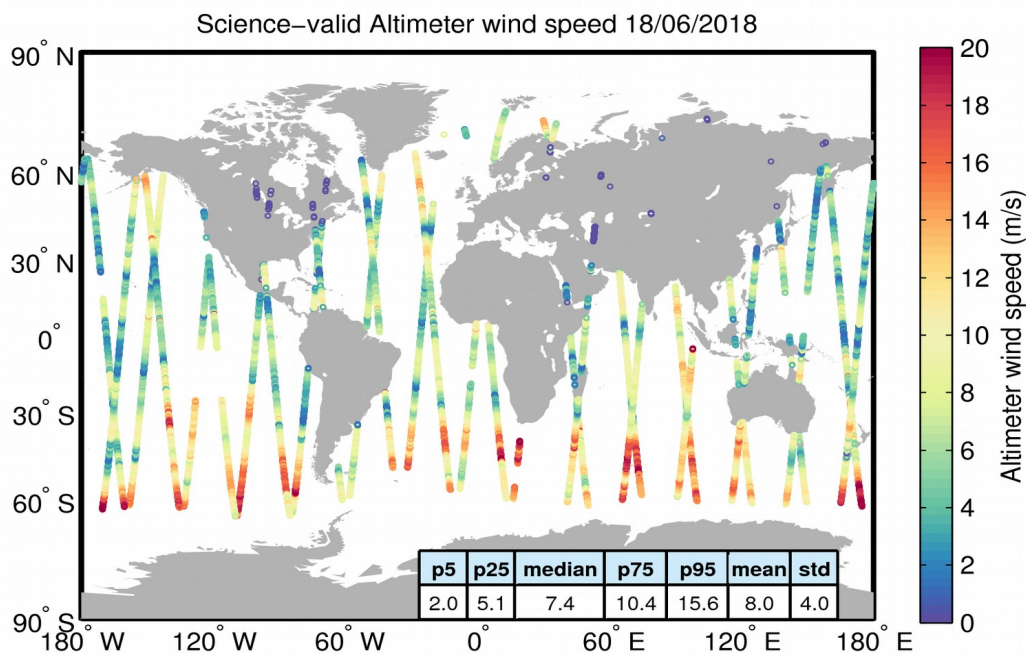 Science−valid Altimeter wind speed 18/06/2018
90° N
60° N
30° N
0°
30° S
60° S
90° S
180° W
120° W
60° W
0°
60° E
120° E
180° E
p5 p25 median p75 p95 mean std
2.0 5.1 7.4 10.4 15.6 8.0 4.0
20
18
16
14
12
10
8
6
4
2
0
Altimeter wind speed (m/s)